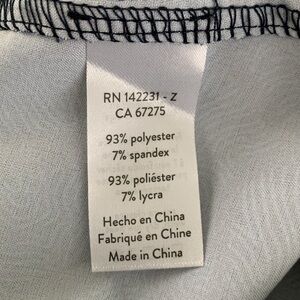 RN 142231 - Z
CA 67275
93% polyester
7% spandex
93% poliéster
7% lycra
Hecho en China
Fabriqué en Chine
Made in China